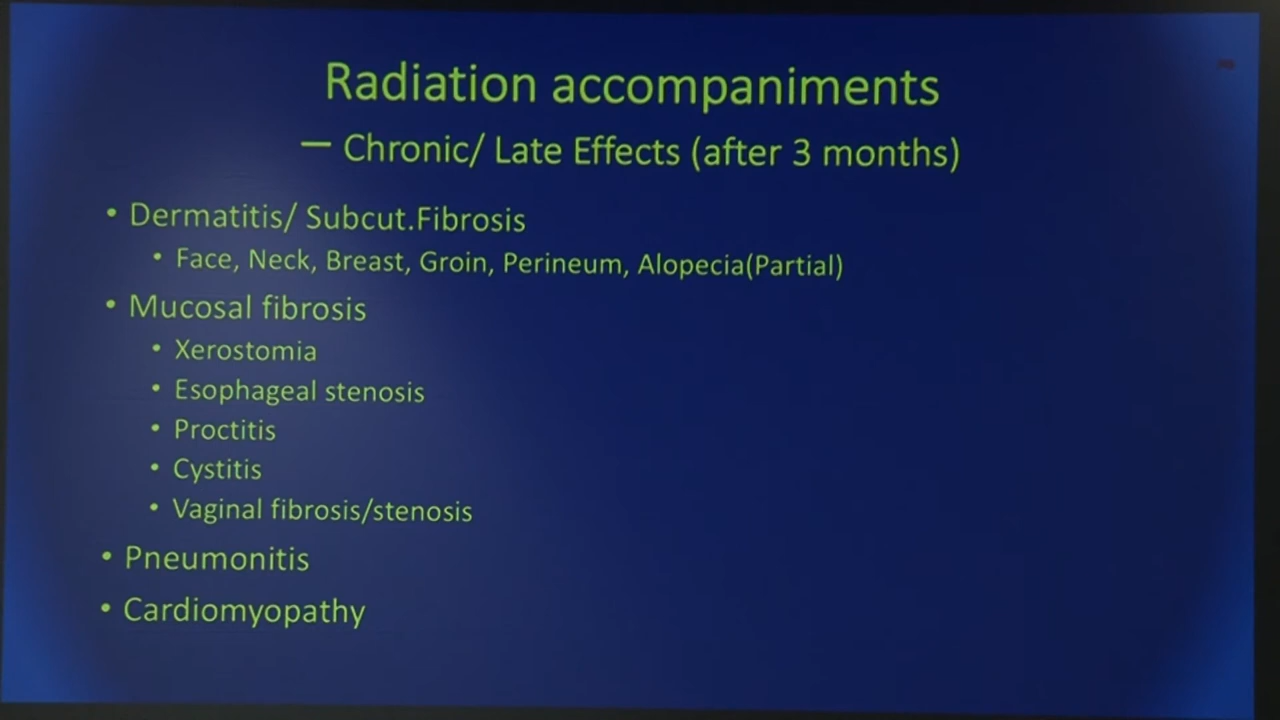 Radiation accompaniments
— Chronic/ Late Effects (after 3 months)
• Dermatitis/ Subcut.Fibrosis
• Face, Neck, Breast, Groin, Perineum, Alopecia(Partial)
• Mucosal fibrosis
• Xerostomia
• Esophageal stenosis
• Proctitis
• Cystitis
• Vaginal fibrosis/stenosis
• Pneumonitis
• Cardiomyopathy